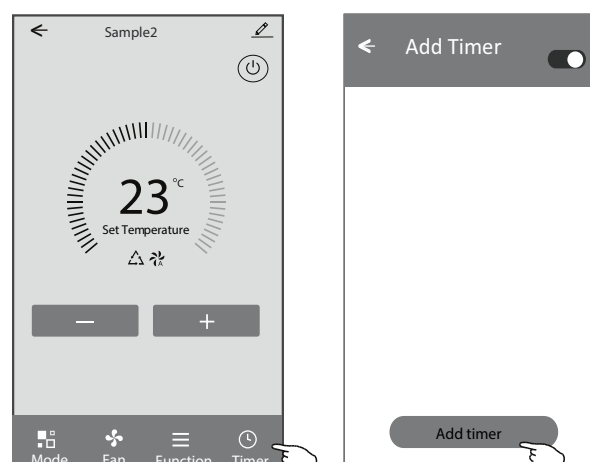 Sample2
23 °C
Set Temperature
A
Mode Fan Function Timer
Add Timer
Add timer